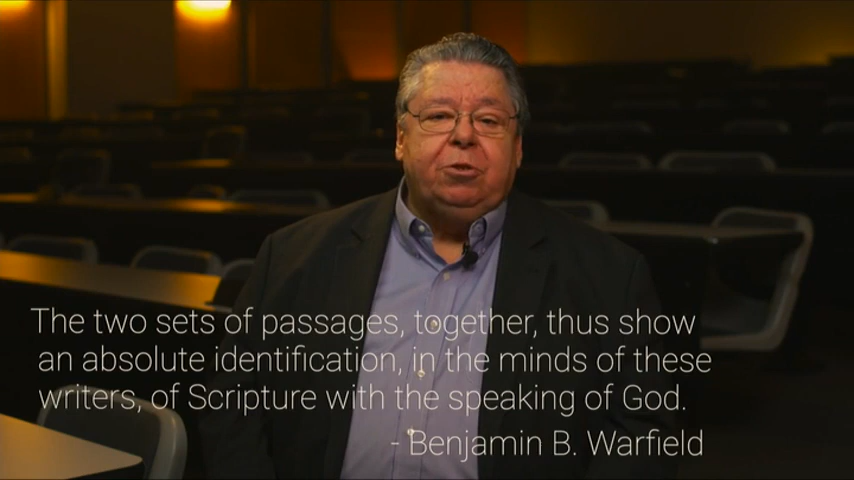 The two sets of passages, together, thus show
an absolute identification, in the minds of these
writers, of Scripture with the speaking of God.
- Benjamin B. Warfield